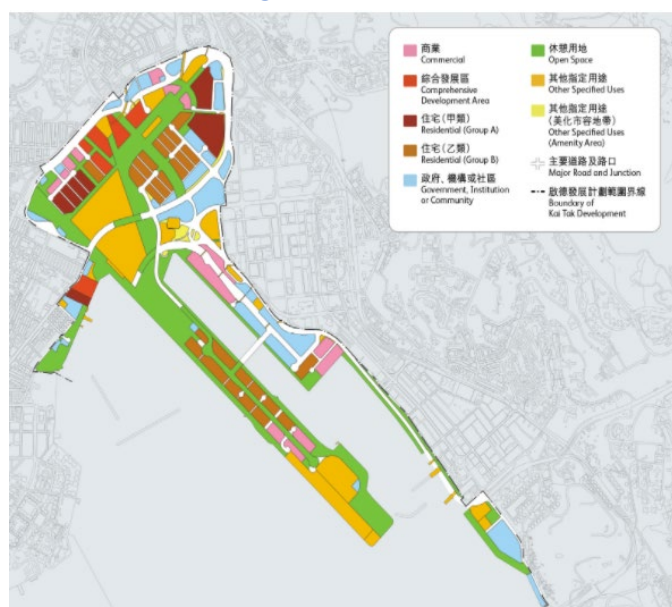 商業
Commercial
綜合發展區
Comprehensive
Development Area
住宅（甲類）
Residential (Group A)
住宅（乙類）
Residential (Group B)
政府、機構或社區
Government, Institution
or Community
休憩用地
Open Space
其他指定用途
Other Specified Uses
其他指定用途
（美化市容地帶）
Other Specified Uses
(Amenity Area)
主要道路及路口
Major Road and Junction
啟德發展計劃範圍界線
Boundary of
Kai Tak Development